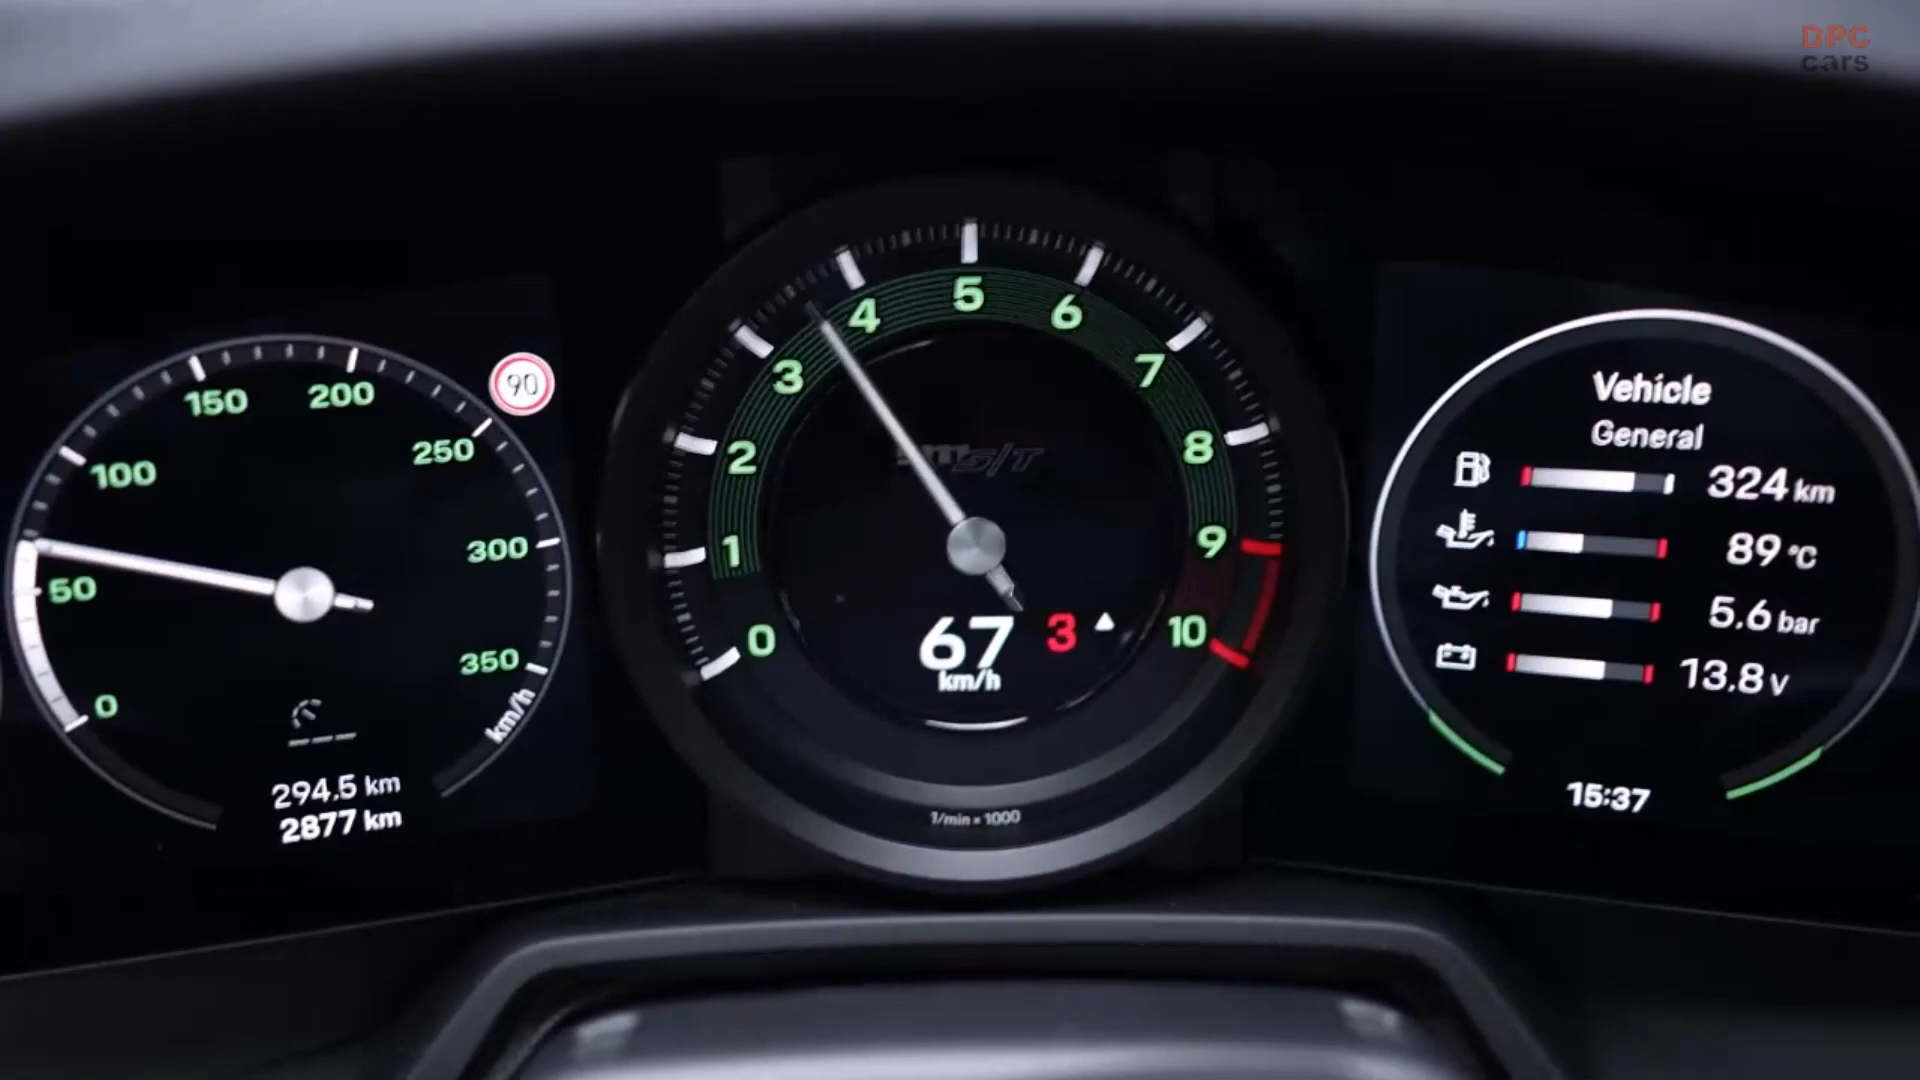 DPC
cars
0
50
100
150
200
250
300
350
km/h
90
294.5 km
2877 km
0
1
2
3
4
5
6
7
8
9
10
S/T
67 3
km/h
1/min × 1000
Vehicle
General
324 km
89 °C
5.6 bar
13.8 V
15:37